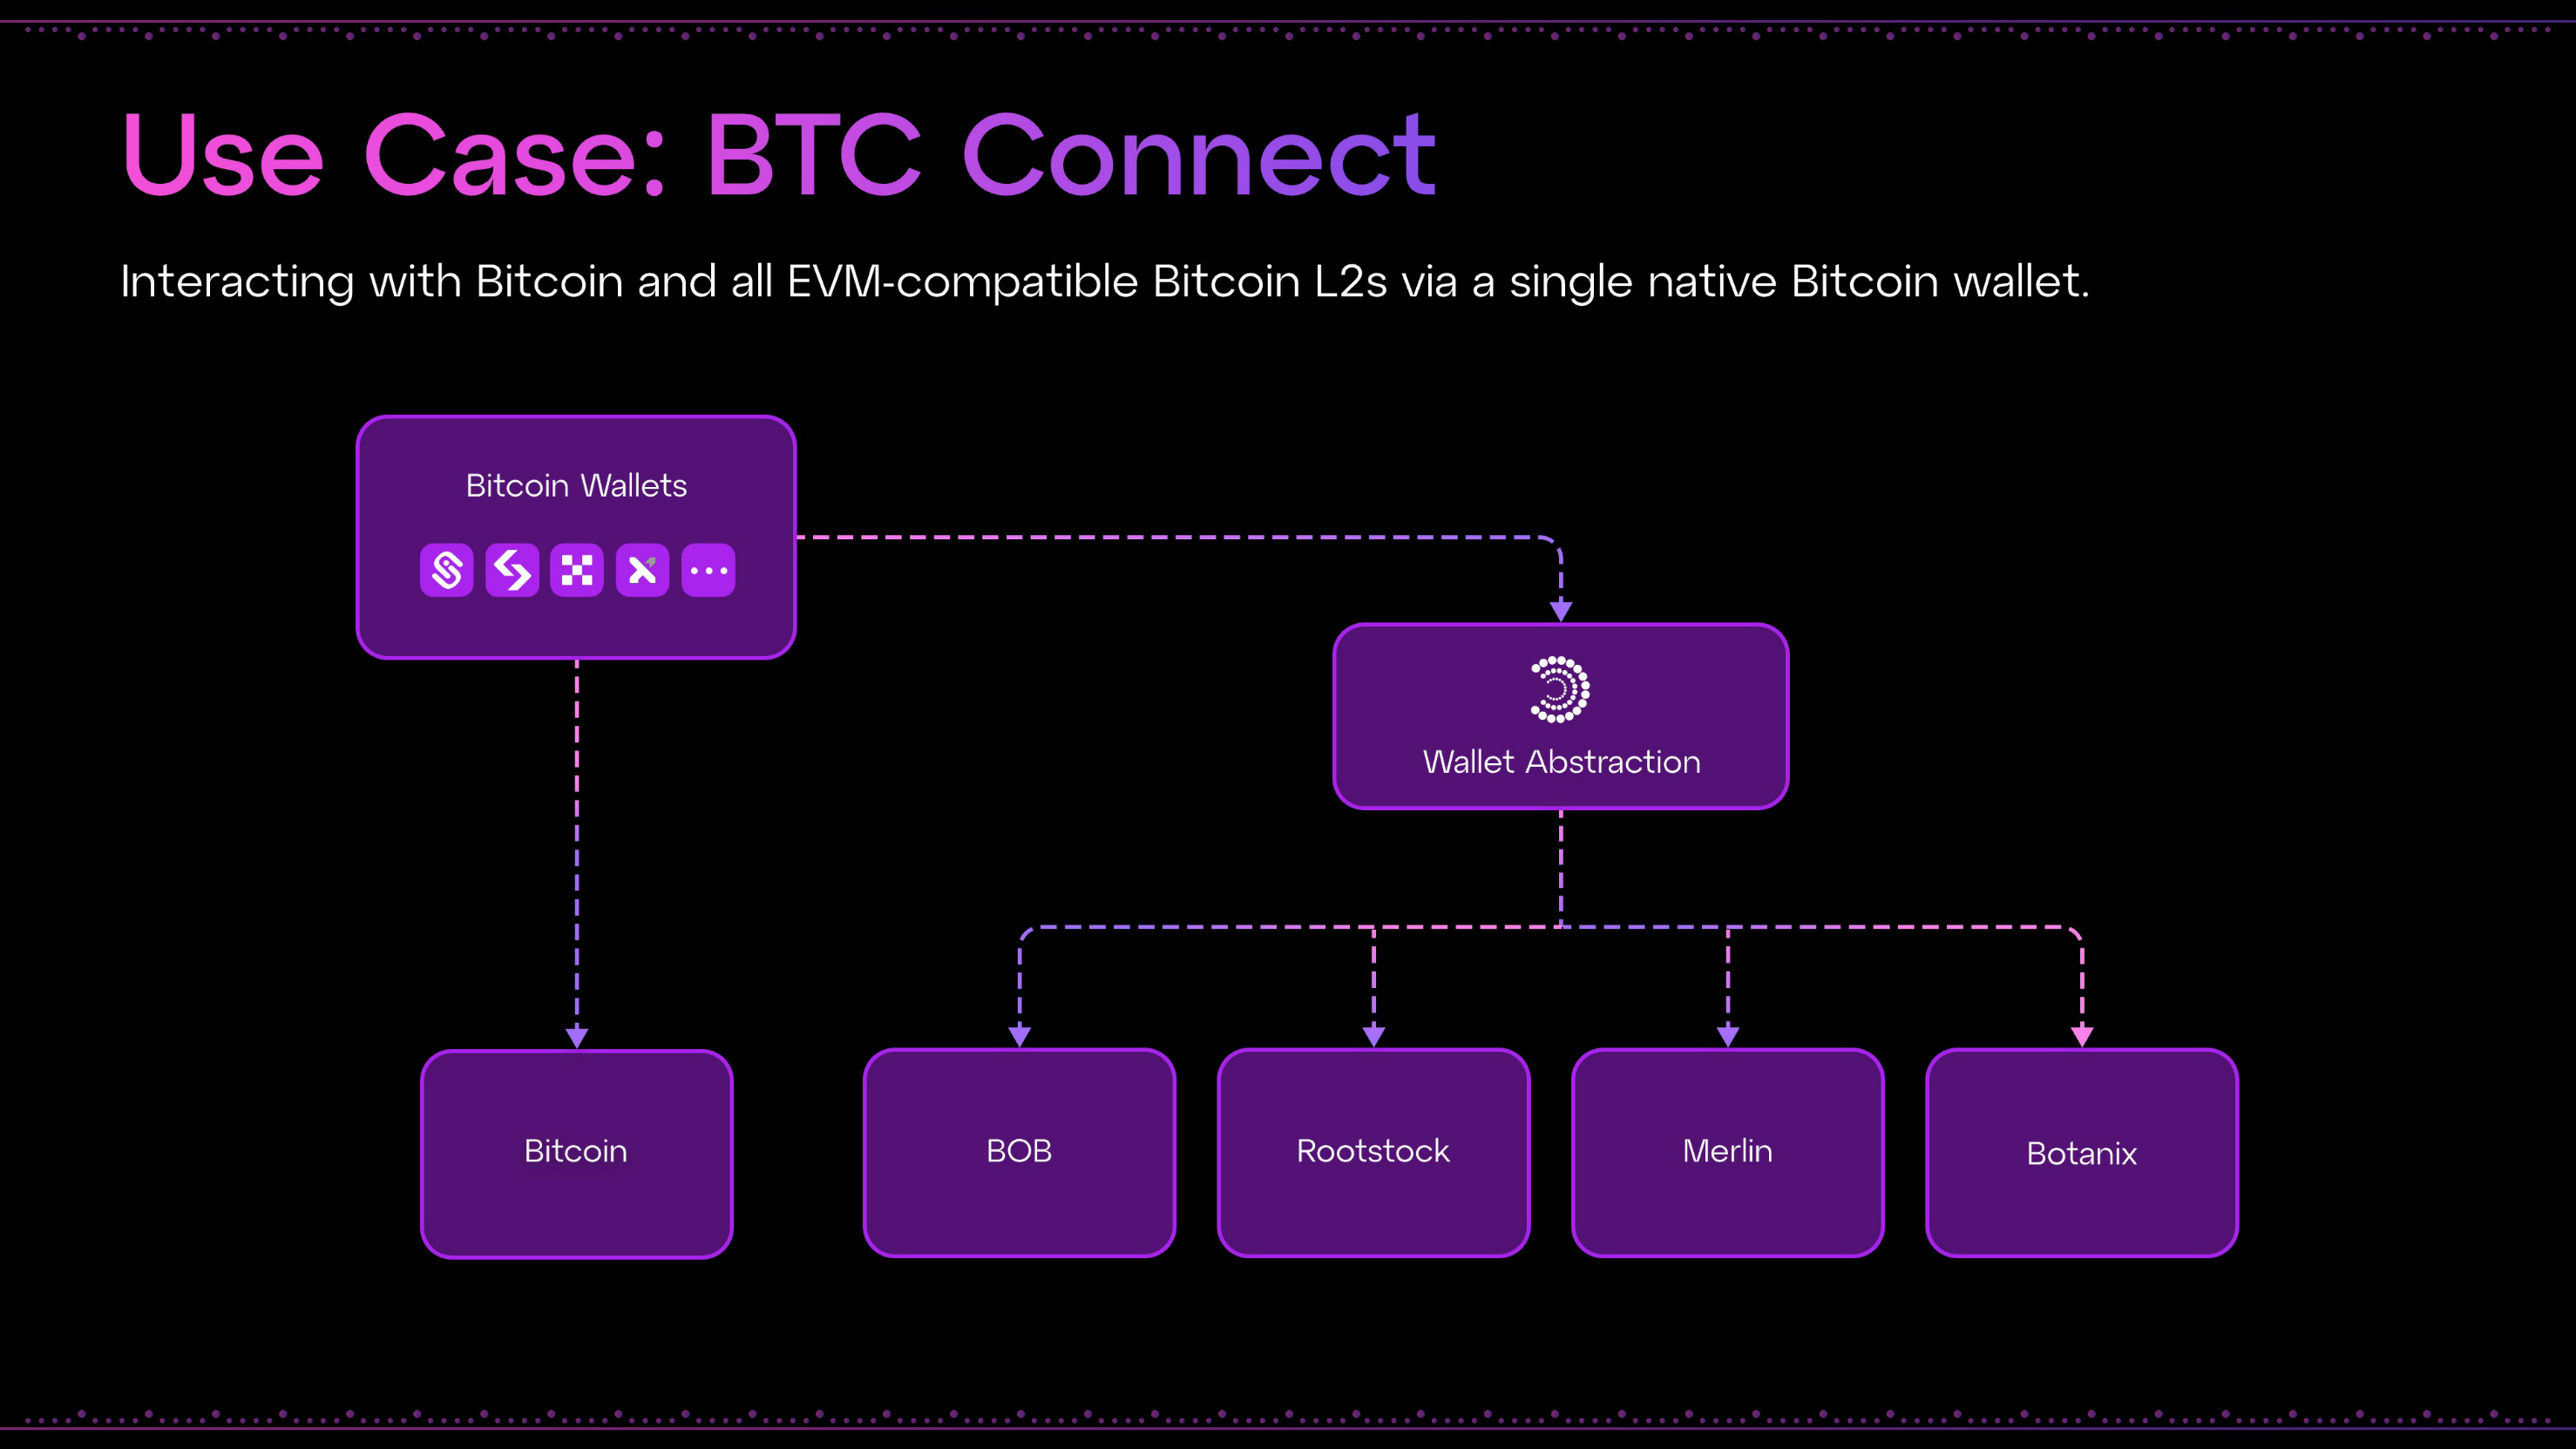 Use Case: BTC Connect
Interacting with Bitcoin and all EVM-compatible Bitcoin L2s via a single native Bitcoin wallet.
Bitcoin Wallets
Wallet Abstraction
Bitcoin
BOB
Rootstock
Merlin
Botanix